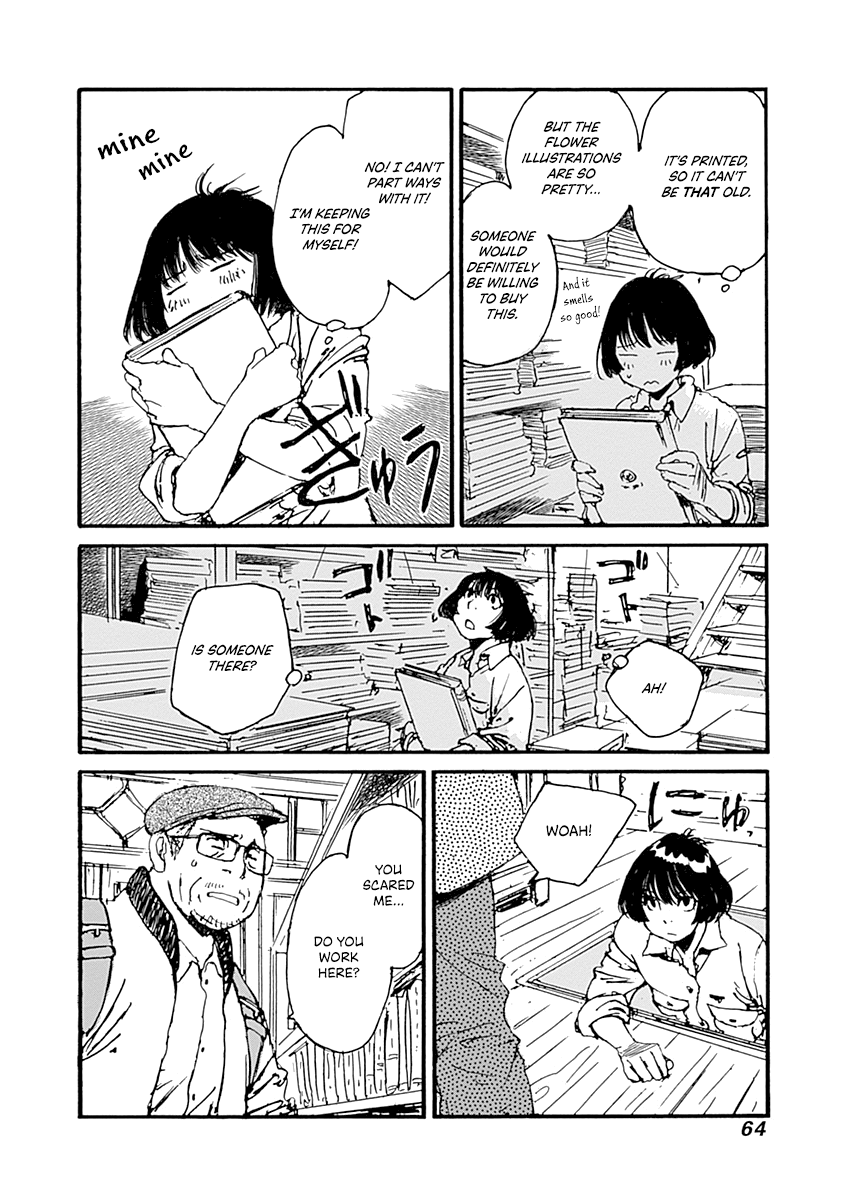 IT'S PRINTED,
SO IT CAN'T
BE THAT OLD.
BUT THE
FLOWER
ILLUSTRATIONS
ARE SO
PRETTY...
SOMEONE
WOULD
DEFINITELY
BE WILLING
TO BUY
THIS.
And it
smells
so good!
NO! I CAN'T
PART WAYS
WITH IT!
I'M KEEPING
THIS FOR
MYSELF!
mine
mine
ぎゅう
ゴト
AH!
ゴト
IS SOMEONE
THERE?
にゅ
WOAH!
YOU
SCARED
ME...
DO YOU
WORK
HERE?
64